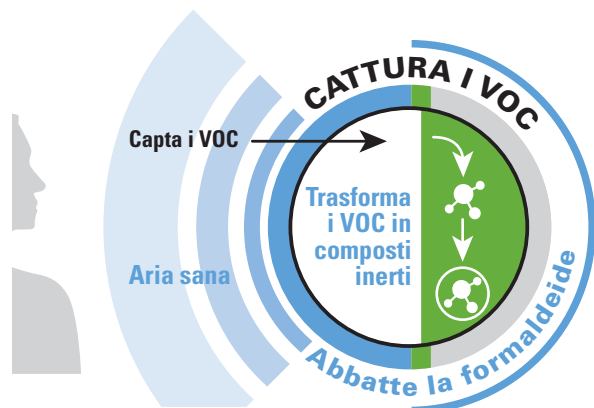 CATTURA I VOC
Capta i VOC
Trasforma
i VOC in
composti
inerti
Aria sana
Abbatte la formaldeide